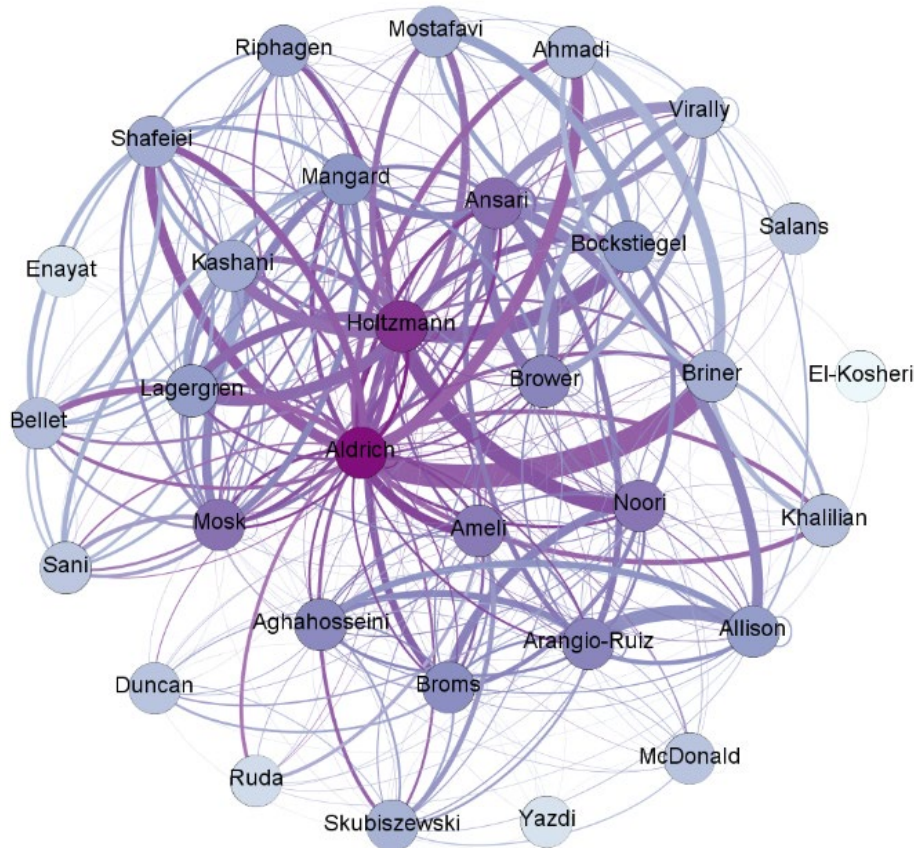 Mostafavi
Riphagen
Ahmadi
Virally
Shafeiei
Mangard
Ansari
Salans
Bockstiegel
Enayat
Kashani
Holtzmann
El-Kosheri
Lagergren
Brower
Briner
Bellet
Aldrich
Noori
Khalilian
Mosk
Ameli
Sani
Aghahosseini
Allison
Arangio-Ruiz
Duncan
Broms
McDonald
Ruda
Skubiszewski
Yazdi